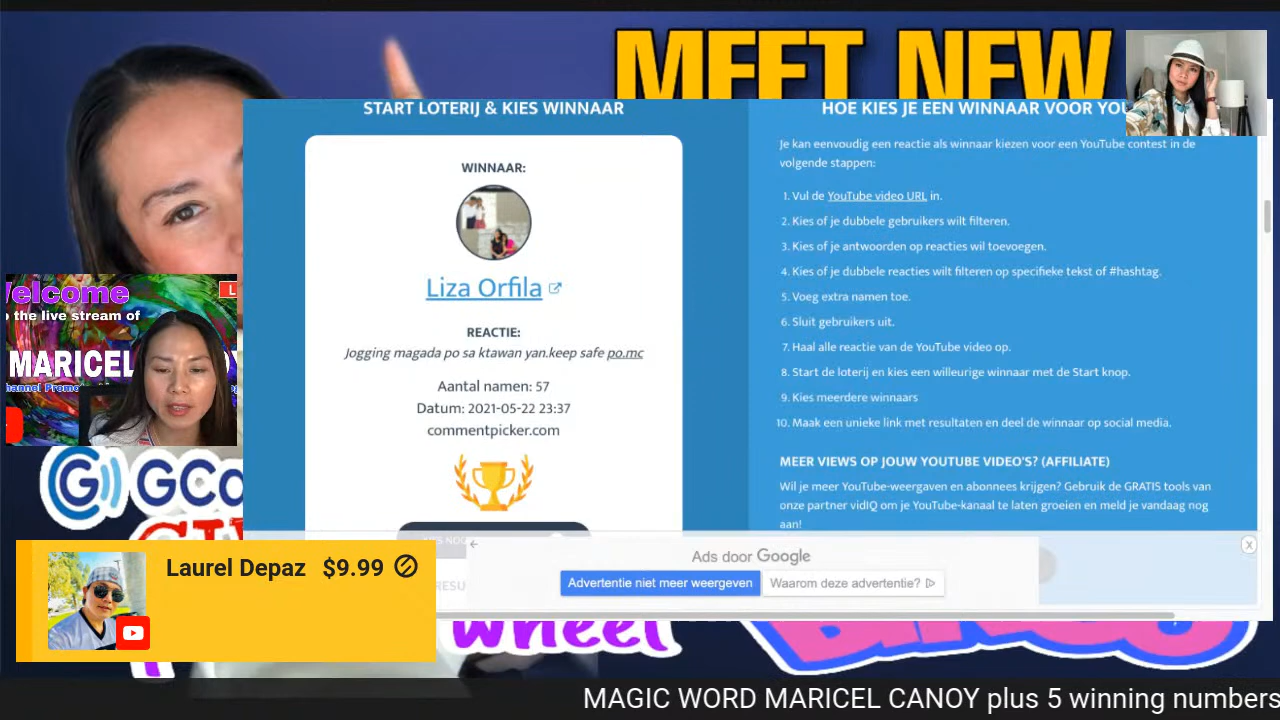 MEET NEW
START LOTERIJ & KIES WINNAAR
WINNAAR:
Liza Orfila
REACTIE:
Jogging magada po sa ktawan yan.keep safe po.mc
Aantal namen: 57
Datum: 2021-05-22 23:37
commentpicker.com
HOE KIES JE EEN WINNAAR VOOR YOU
Je kan eenvoudig een reactie als winnaar kiezen voor een YouTube contest in de
volgende stappen:
1. Vul de YouTube video URL in.
2. Kies of je dubbele gebruikers wilt filteren.
3. Kies of je antwoorden op reacties wil toevoegen.
4. Kies of je dubbele reacties wilt filteren op specifieke tekst of #hashtag.
5. Voeg extra namen toe.
6. Sluit gebruikers uit.
7. Haal alle reactie van de YouTube video op.
8. Start de loterij en kies een willeurige winnaar met de Start knop.
9. Kies meerdere winnaars
10. Maak een unieke link met resultaten en deel de winnaar op social media.
MEER VIEWS OP JOUW YOUTUBE VIDEO'S? (AFFILIATE)
Wil je meer YouTube-weergaven en abonnees krijgen? Gebruik de GRATIS tools van
onze partner vidIQ om je YouTube-kanaal te laten groeien en meld je vandaag nog
aan!
Welcome
o the live stream of
MARICEL
hannel Promo
L
GCa
Ads door Google
Advertentie niet meer weergeven
Waarom deze advertentie?
RESU
Laurel Depaz $9.99
wheel
MAGIC WORD MARICEL CANOY plus 5 winning numbers